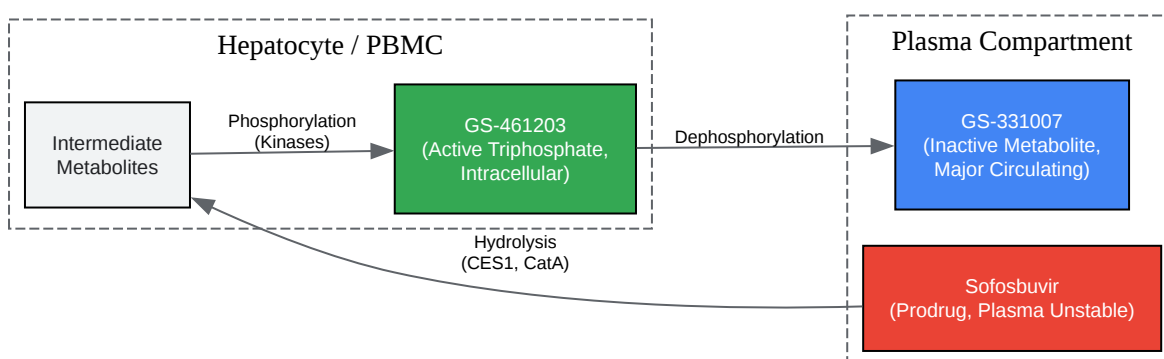 Hepatocyte / PBMC
Plasma Compartment
Intermediate
Metabolites
Phosphorylation
(Kinases)
GS-461203
(Active Triphosphate,
Intracellular)
Dephosphorylation
GS-331007
(Inactive Metabolite,
Major Circulating)
Hydrolysis
(CES1, CatA)
Sofosbuvir
(Prodrug, Plasma Unstable)